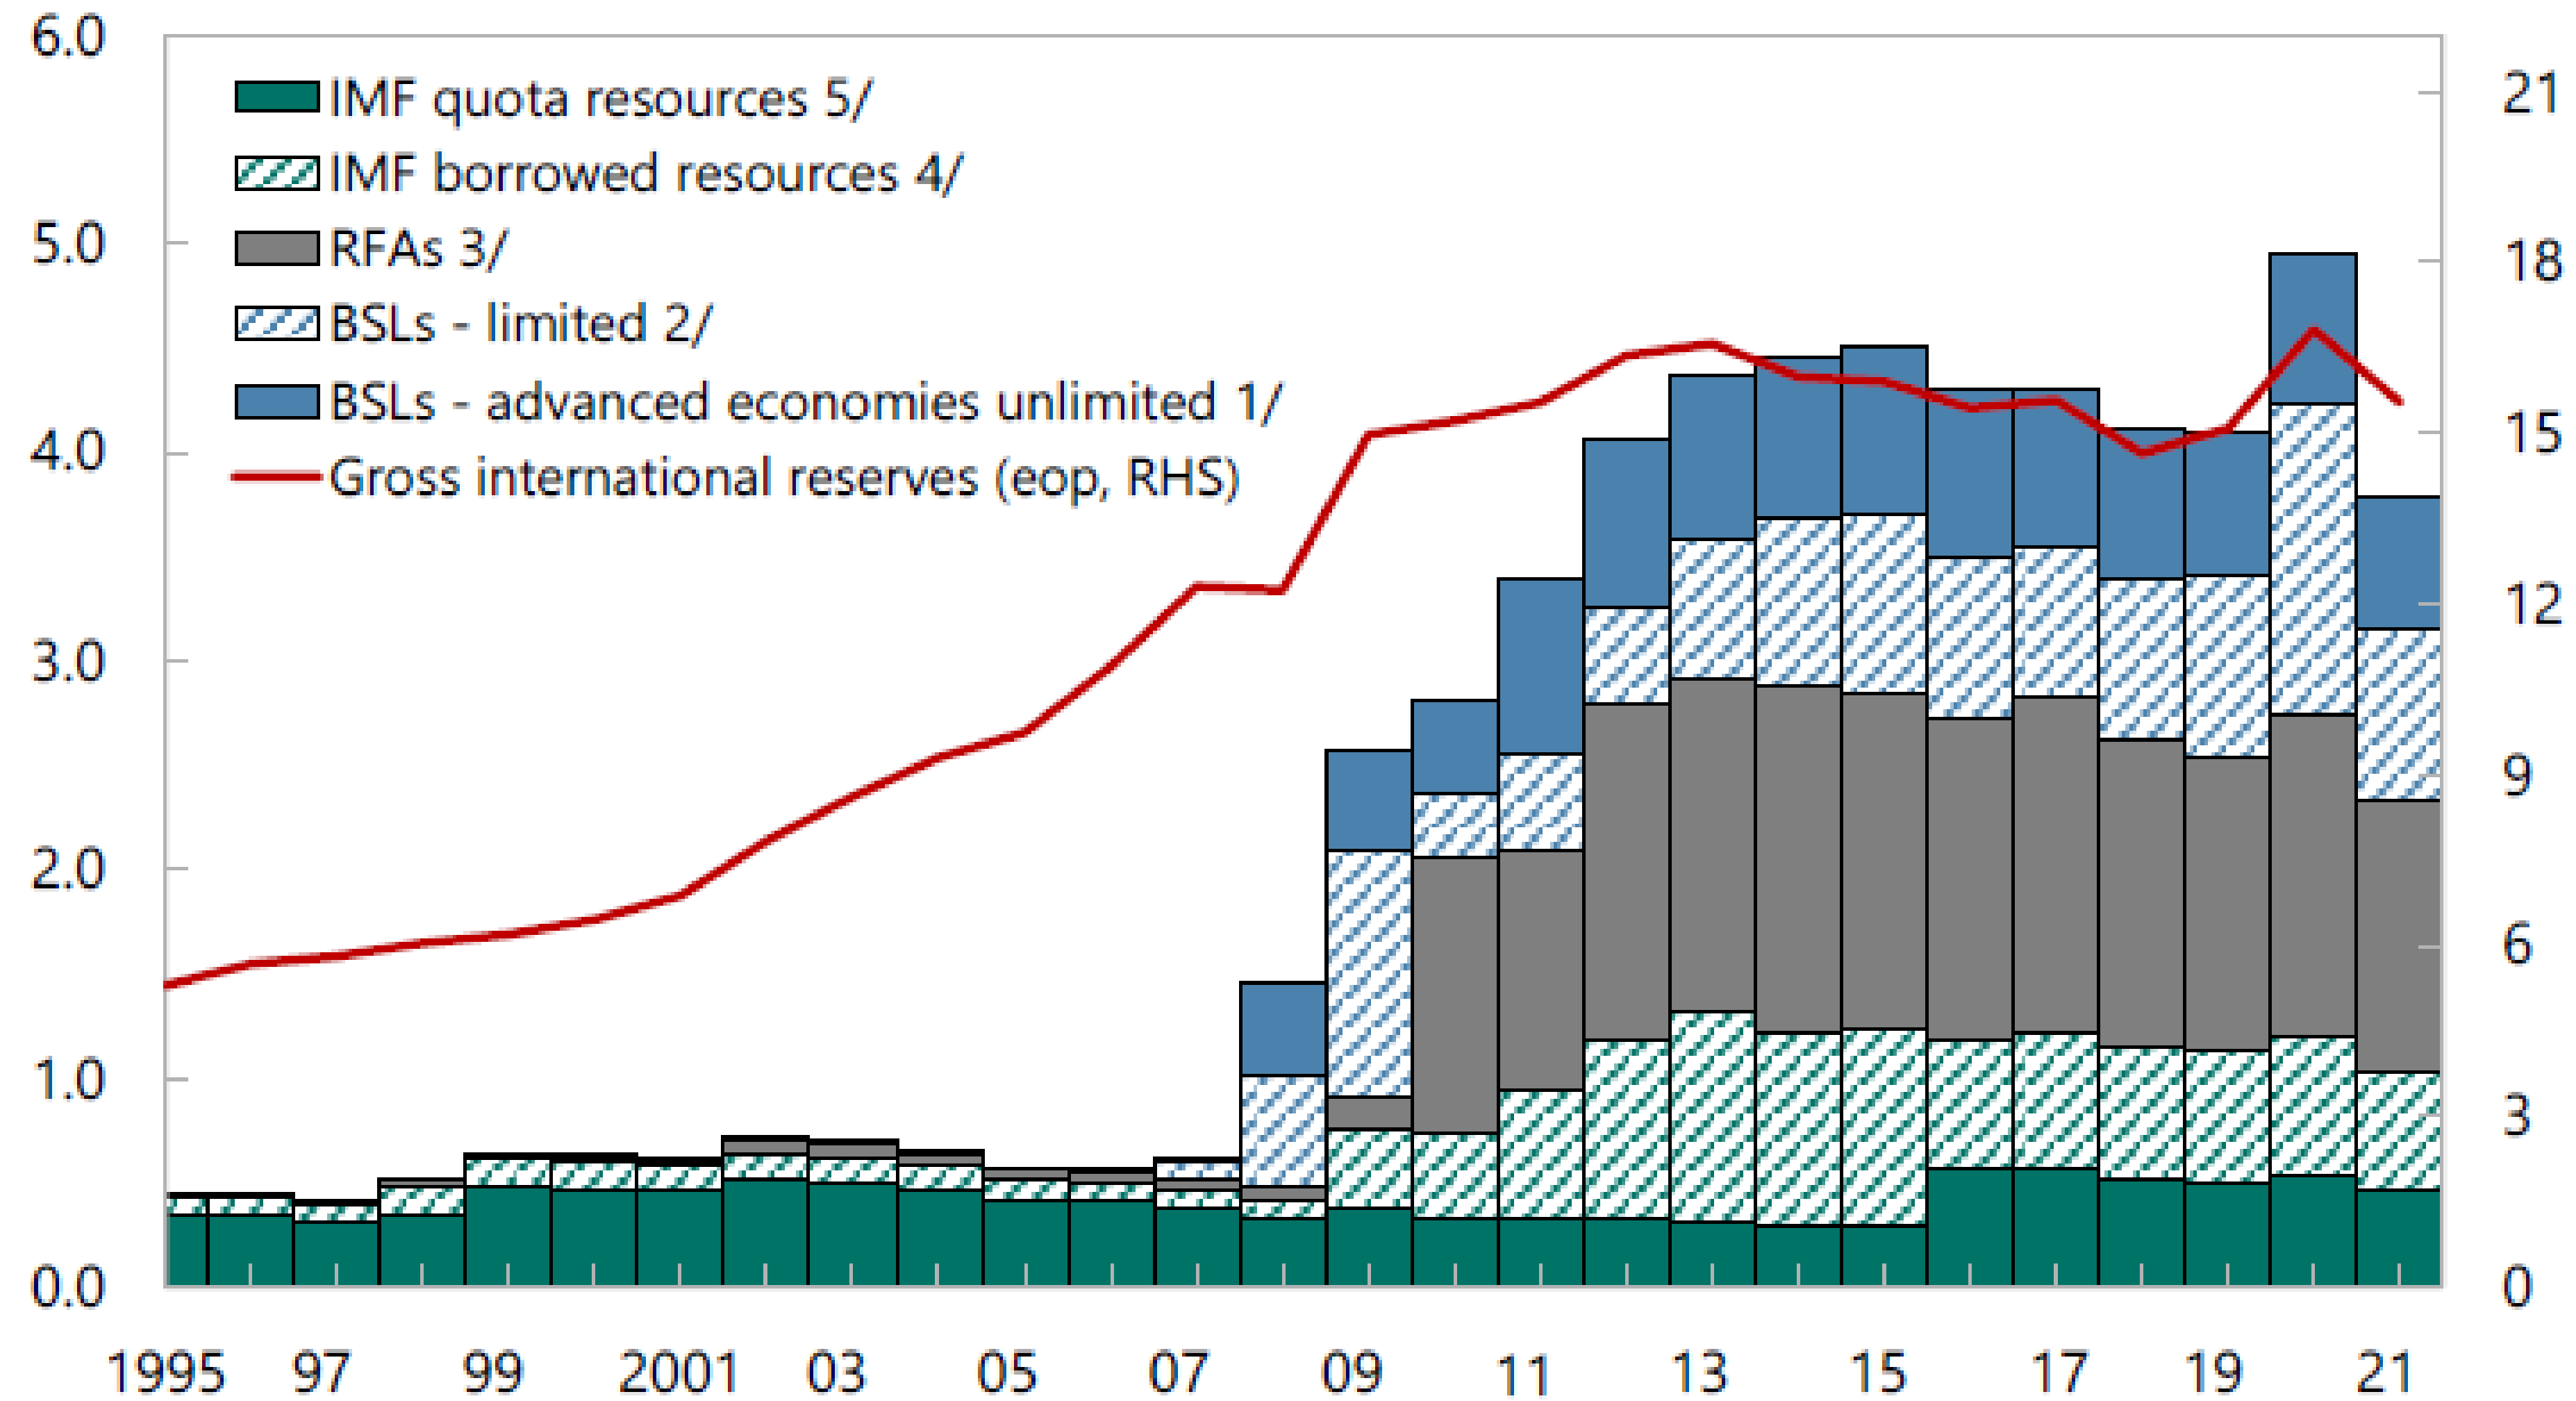 6.0
5.0
4.0
3.0
2.0
1.0
0.0
IMF quota resources 5/
IMF borrowed resources 4/
RFAs 3/
BSLs - limited 2/
BSLs - advanced economies unlimited 1/
Gross international reserves (eop, RHS)
21
18
15
12
9
6
3
0
1995 97 99 2001 03 05 07 09 11 13 15 17 19 21